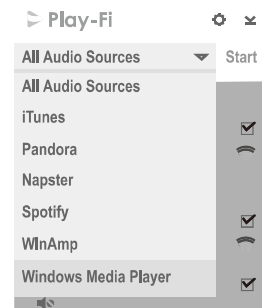 Play-Fi
All Audio Sources Start
All Audio Sources
iTunes
Pandora
Napster
Spotify
WInAmp
Windows Media Player